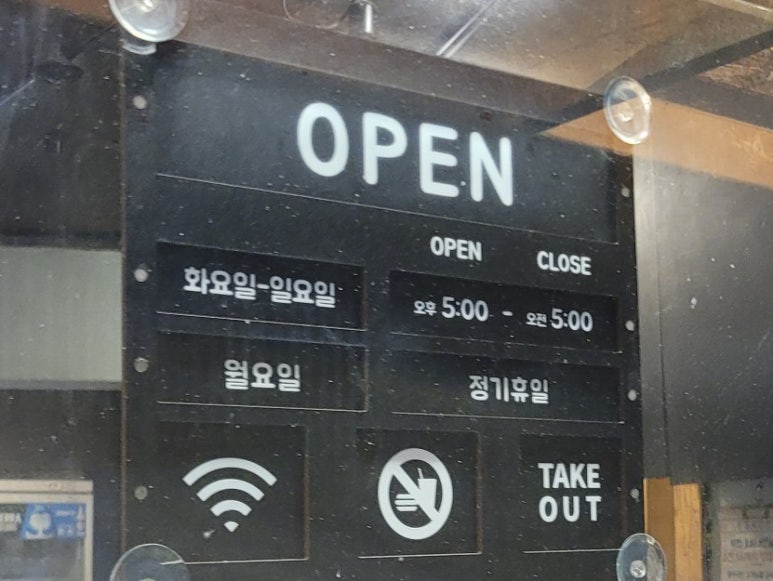 OPEN
OPEN CLOSE
화요일-일요일 오후 5:00 - 오전 5:00
월요일 정기휴일
TAKE
OUT